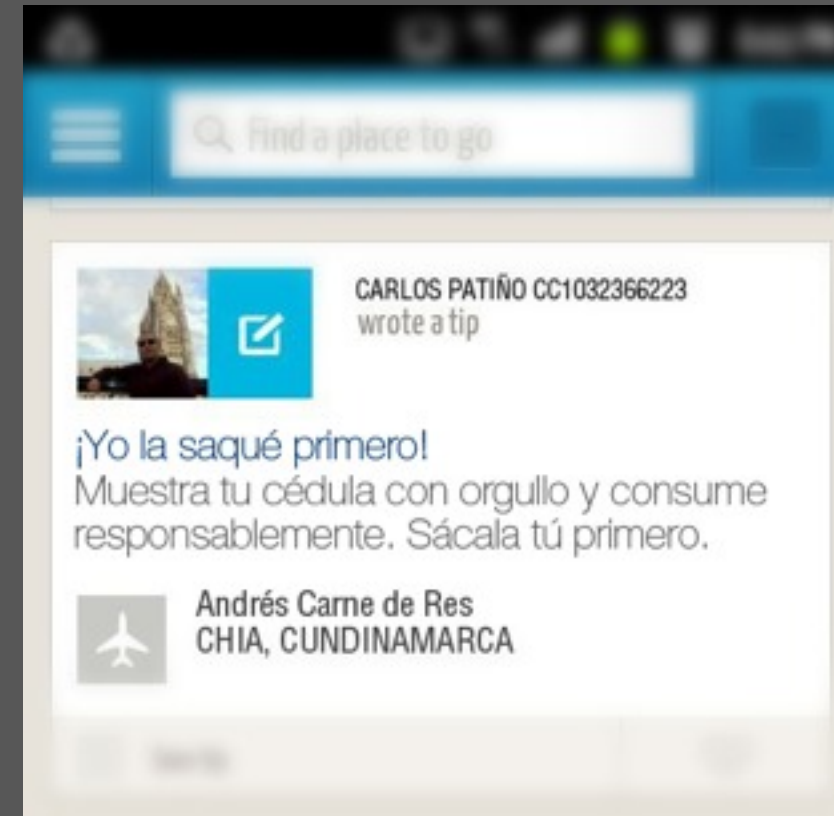 Find a place to go
CARLOS PATIÑO CC1032366223
wrote a tip
¡Yo la saqué primero!
Muestra tu cédula con orgullo y consume
responsablemente. Sácala tú primero.
Andrés Carne de Res
CHIA, CUNDINAMARCA